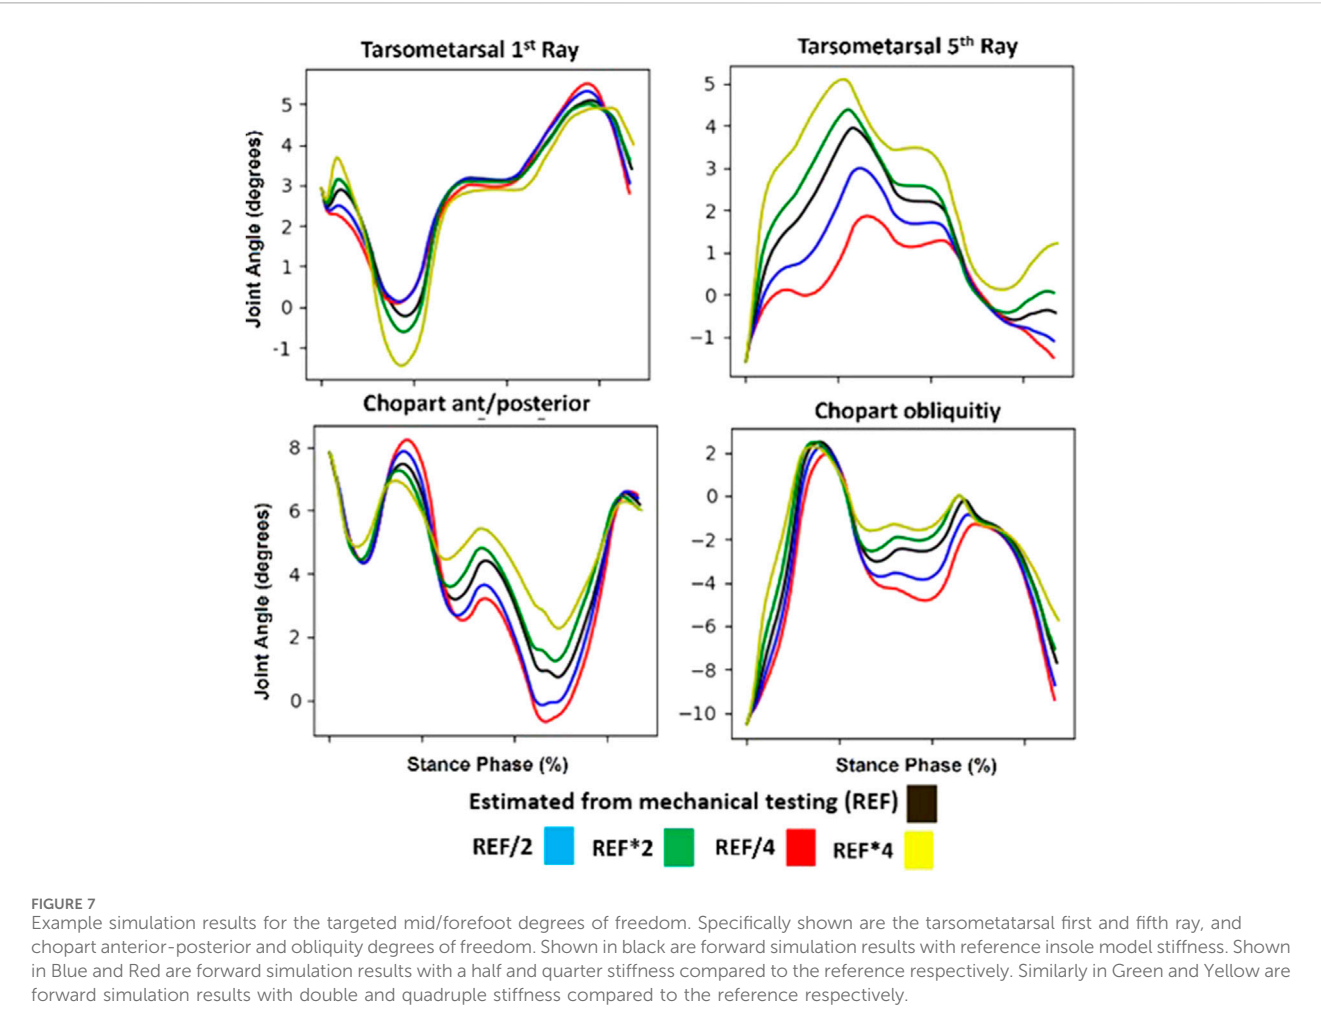 Tarsometarsal 1st Ray
Tarsometarsal 5th Ray
Joint Angle (degrees)
5
4
3
2
1
0
-1
5
4
3
2
1
0
−1
Chopart ant/posterior
Chopart obliquitiy
Joint Angle (degrees)
8
6
4
2
0
2
0
−2
−4
−6
−8
−10
Stance Phase (%)
Stance Phase (%)
Estimated from mechanical testing (REF)
REF/2 REF*2 REF/4 REF*4
FIGURE 7
Example simulation results for the targeted mid/forefoot degrees of freedom. Specifically shown are the tarsometatarsal first and fifth ray, and
chopart anterior-posterior and obliquity degrees of freedom. Shown in black are forward simulation results with reference insole model stiffness. Shown
in Blue and Red are forward simulation results with a half and quarter stiffness compared to the reference respectively. Similarly in Green and Yellow are
forward simulation results with double and quadruple stiffness compared to the reference respectively.